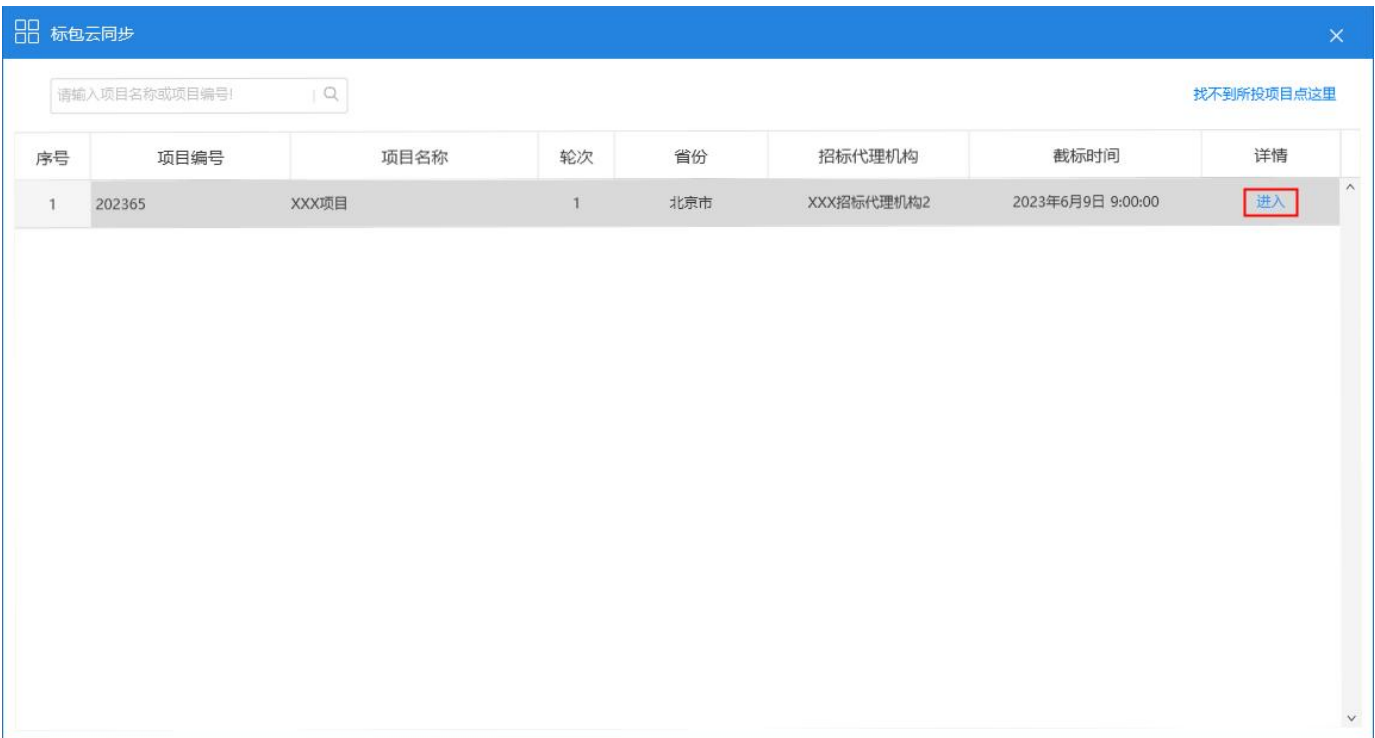 标包云同步
请输入项目名称或项目编号!
找不到所投项目点这里
序号 项目编号 项目名称 轮次 省份 招标代理机构 截标时间 详情
1 202365 XXX项目 1 北京市 XXX招标代理机构2 2023年6月9日 9:00:00 进入